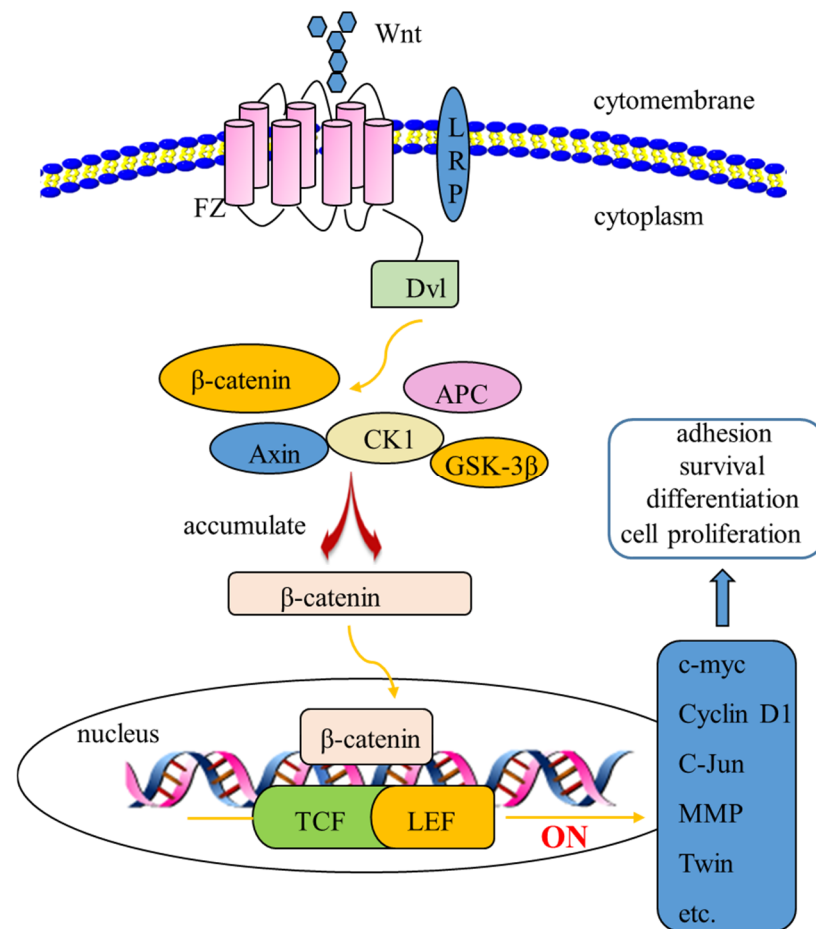 Wnt
cytomembrane
L
R
P
FZ
cytoplasm
Dvl
β-catenin
APC
CK1
Axin
GSK-3β
adhesion
survival
differentiation
cell proliferation
accumulate
β-catenin
c-myc
Cyclin D1
nucleus
β-catenin
C-Jun
MMP
TCF
LEF
ON
Twin
etc.